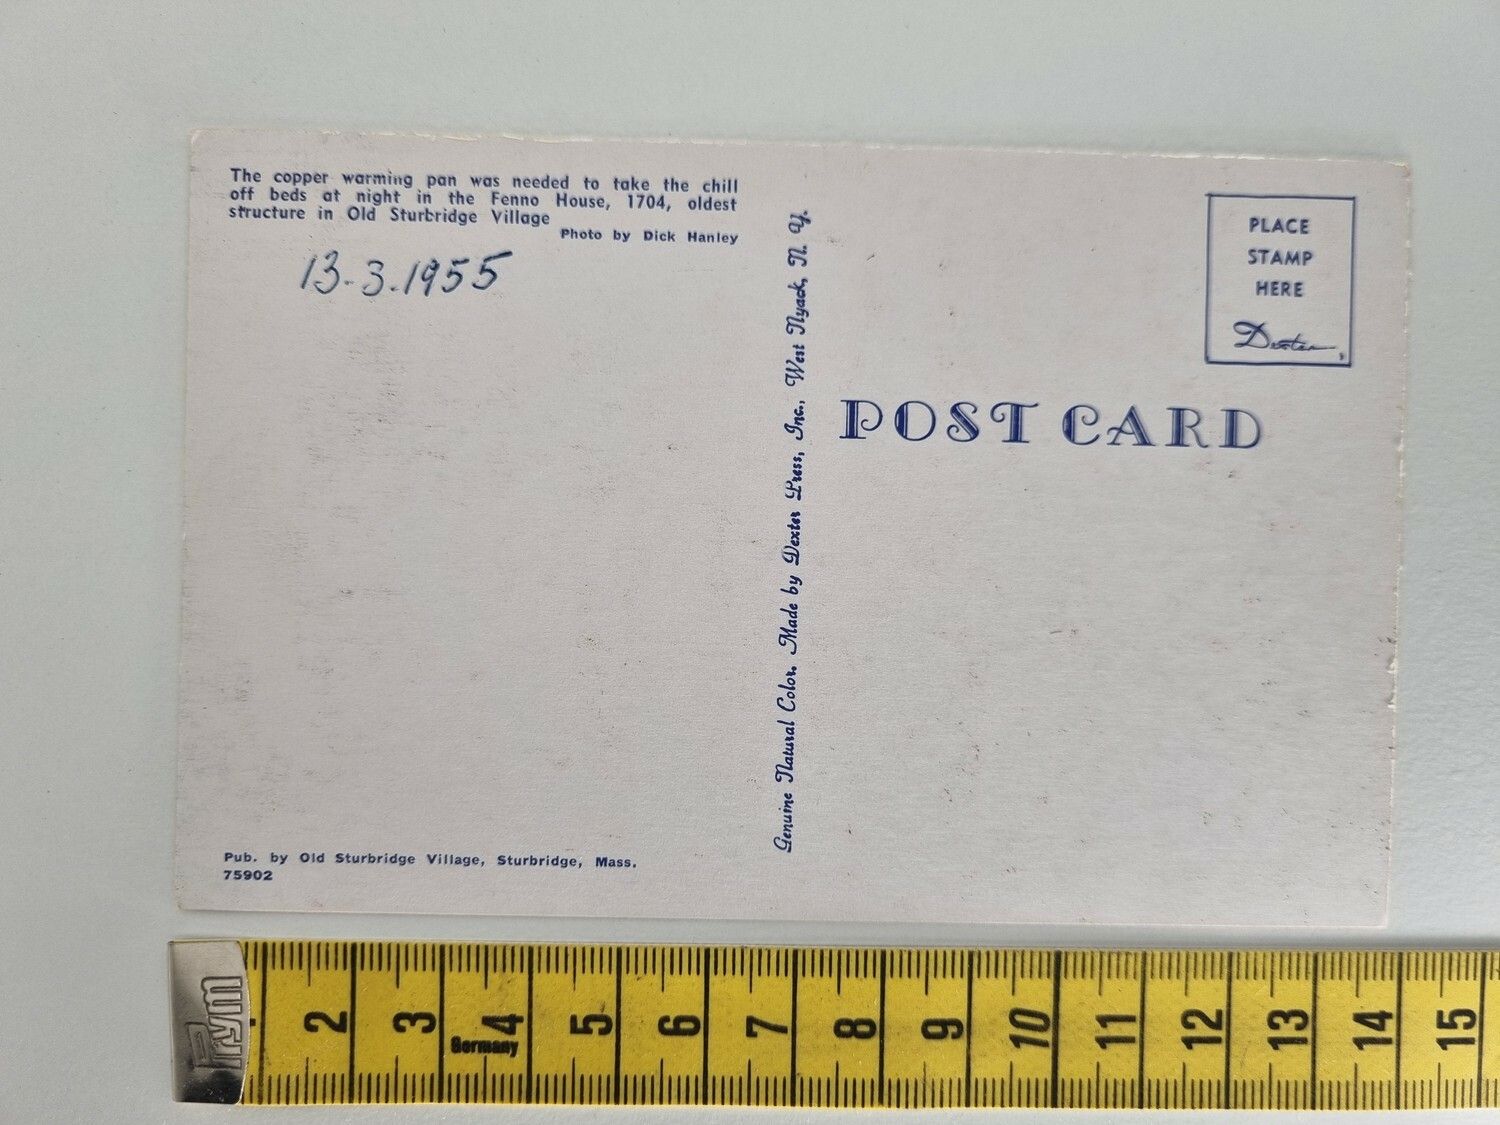 The copper warming pan was needed to take the chill
off beds at night in the Fenno House, 1704, oldest
structure in Old Sturbridge Village
Photo by Dick Hanley
13-3.1955
Pub. by Old Sturbridge Village, Sturbridge, Mass.
75902
Genuine Natural Color. Made by Dexter Press, Inc., West Nyack, N. Y.
PLACE
STAMP
HERE
Dexter
POST CARD
Prym
2 3 4 5 6 7 8 9 10 11 12 13 14 15
Germany